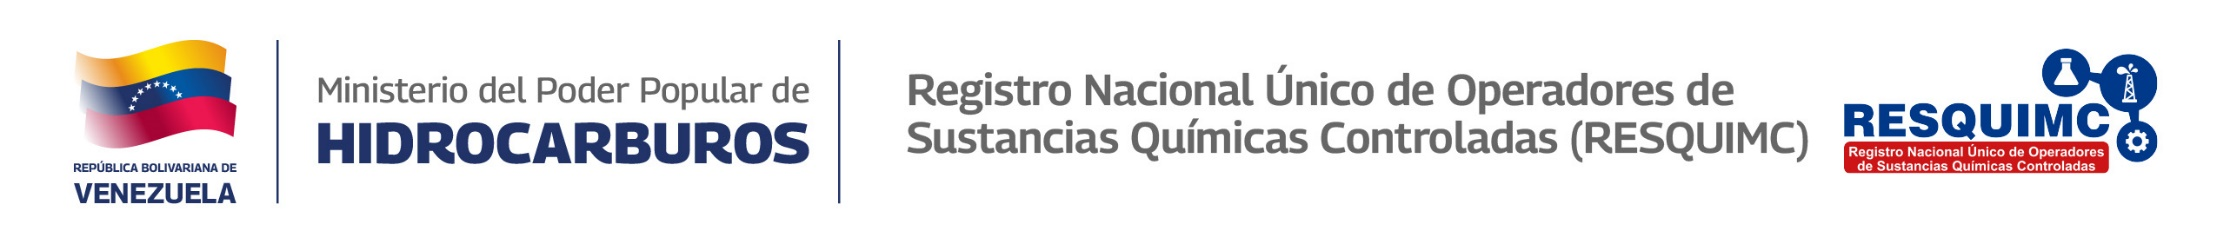 REPÚBLICA BOLIVARIANA DE
VENEZUELA
Ministerio del Poder Popular de
HIDROCARBUROS
Registro Nacional Único de Operadores de
Sustancias Químicas Controladas (RESQUIMC)
RESQUIMC
Registro Nacional Único de Operadores
de Sustancias Químicas Controladas